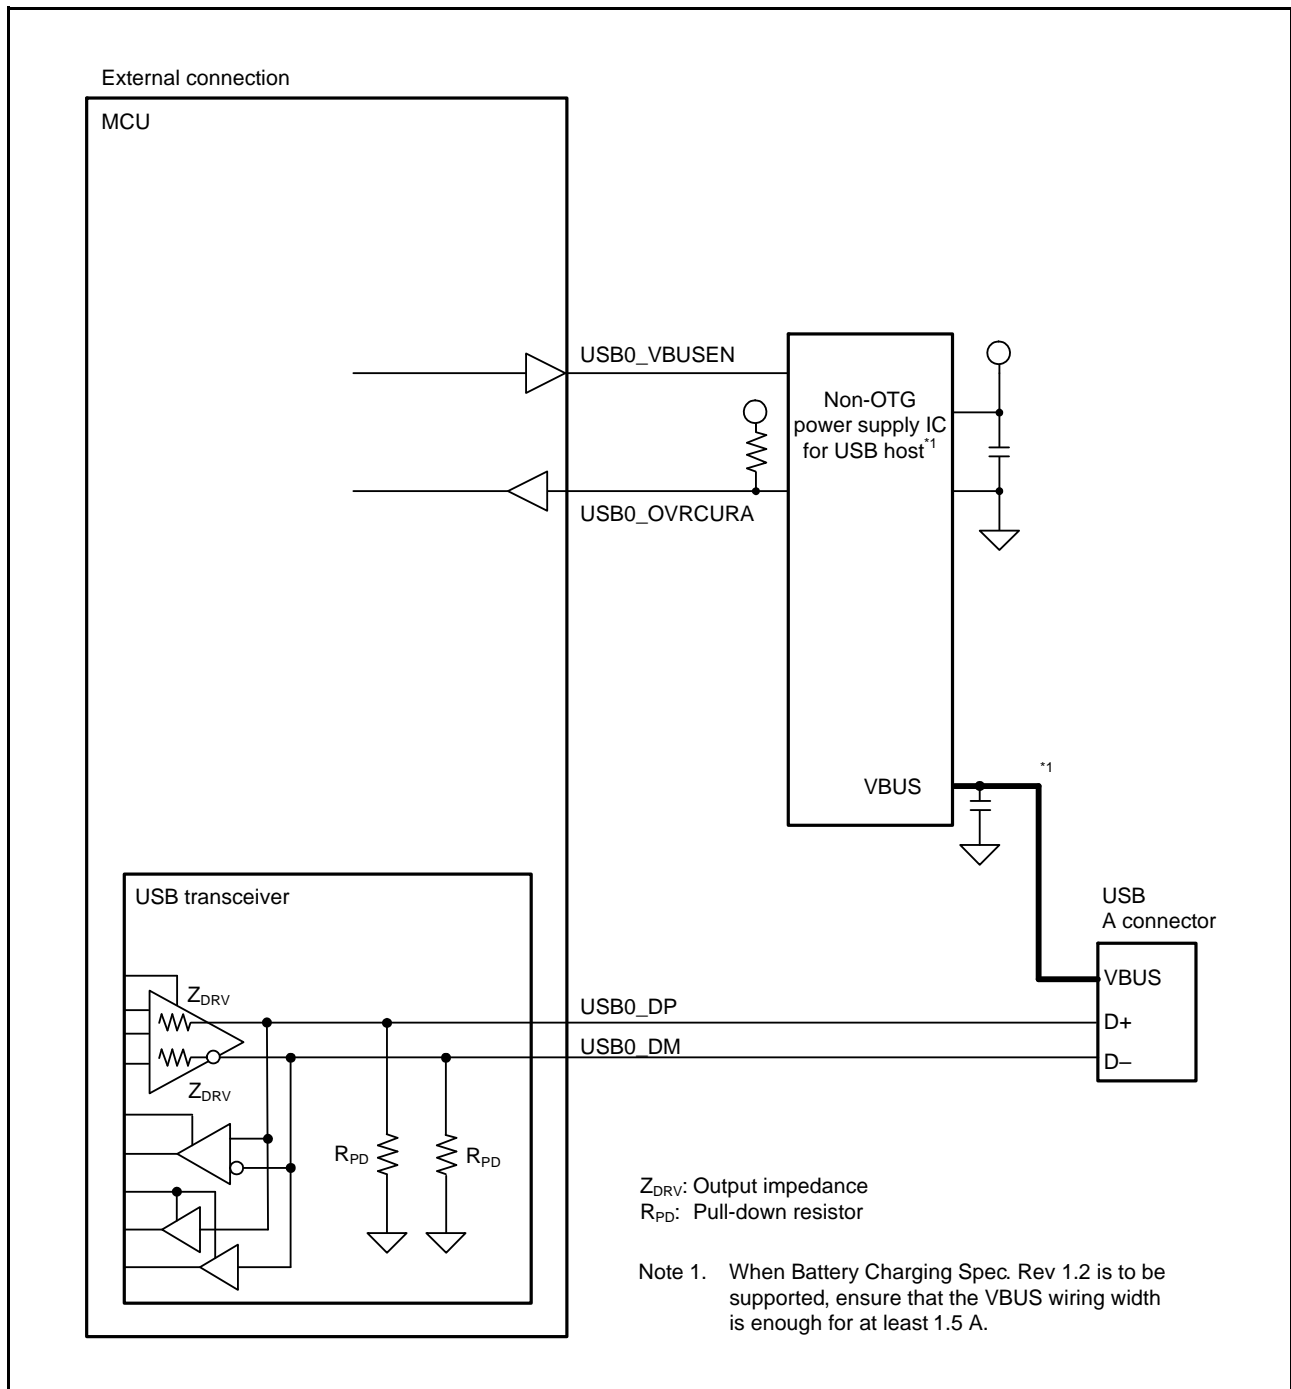 External connection
MCU
USB0_VBUSEN
Non-OTG
power supply IC
for USB host*1
USB0_OVRCURA
*1
VBUS
USB transceiver
USB
A connector
VBUS
ZDRV
USB0_DP
D+
USB0_DM
D–
ZDRV
RPD
RPD
ZDRV: Output impedance
RPD: Pull-down resistor
Note 1. When Battery Charging Spec. Rev 1.2 is to be
supported, ensure that the VBUS wiring width
is enough for at least 1.5 A.